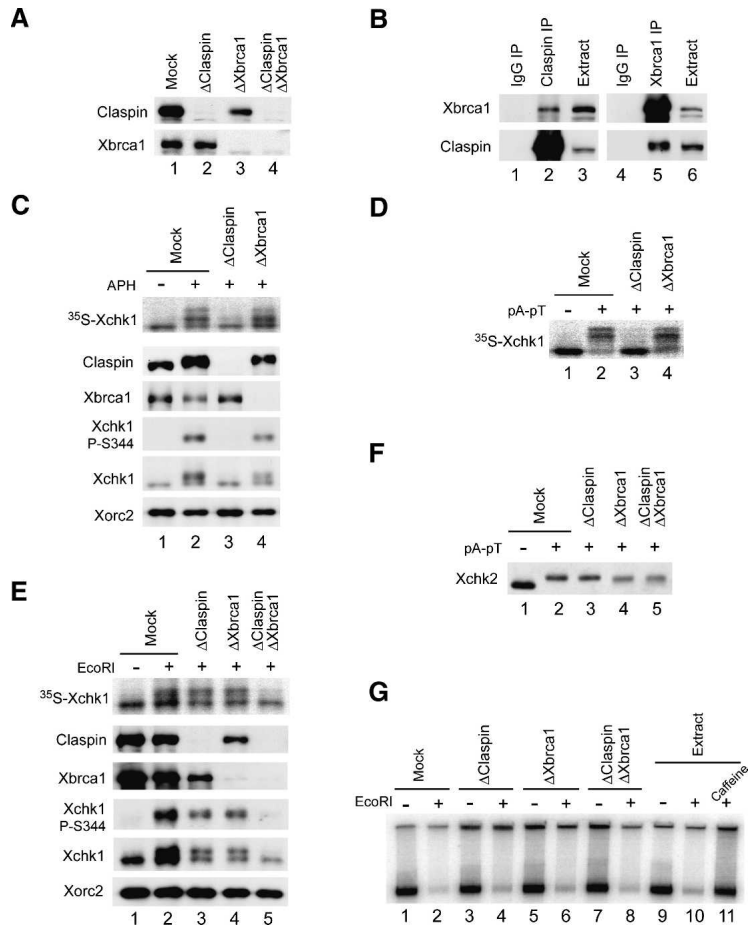 A
Mock
ΔClaspin
ΔXbrca1
ΔClaspin
ΔXbrca1
Claspin
Xbrca1
1 2 3 4
B
IgG IP
Claspin IP
Extract
IgG IP
Xbrca1 IP
Extract
Xbrca1
Claspin
1 2 3 4 5 6
C
Mock
ΔClaspin
ΔXbrca1
APH - + + +
35S-Xchk1
Claspin
Xbrca1
Xchk1
P-S344
Xchk1
Xorc2
1 2 3 4
D
Mock
ΔClaspin
ΔXbrca1
pA-pT - + + +
35S-Xchk1
1 2 3 4
F
Mock
ΔClaspin
ΔXbrca1
ΔClaspin
ΔXbrca1
pA-pT - + + + +
Xchk2
1 2 3 4 5
E
Mock
ΔClaspin
ΔXbrca1
ΔClaspin
ΔXbrca1
EcoRI - + + + +
35S-Xchk1
Claspin
Xbrca1
Xchk1
P-S344
Xchk1
Xorc2
1 2 3 4 5
G
Mock
ΔClaspin
ΔXbrca1
ΔClaspin
ΔXbrca1
Extract
Caffeine
EcoRI - + - + - + - + - + +
1 2 3 4 5 6 7 8 9 10 11